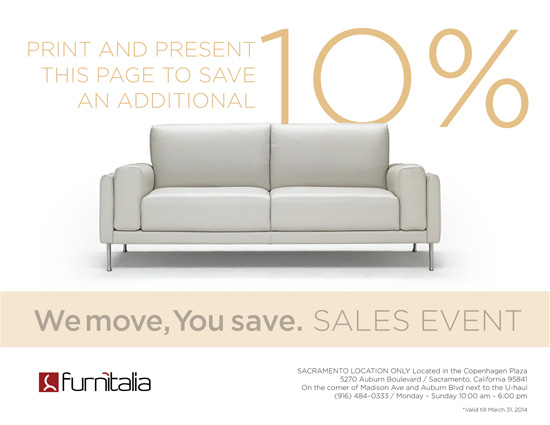 PRINT AND PRESENT
THIS PAGE TO SAVE
AN ADDITIONAL
10%
We move, You save. SALES EVENT
furnitalia
SACRAMENTO LOCATION ONLY Located in the Copenhagen Plaza
5270 Auburn Boulevard / Sacramento, California 95841
On the corner of Madison Ave and Auburn Blvd next to the U-haul
(916) 484-0333 / Monday – Sunday 10:00 am – 6:00 pm
*Valid till March 31, 2014